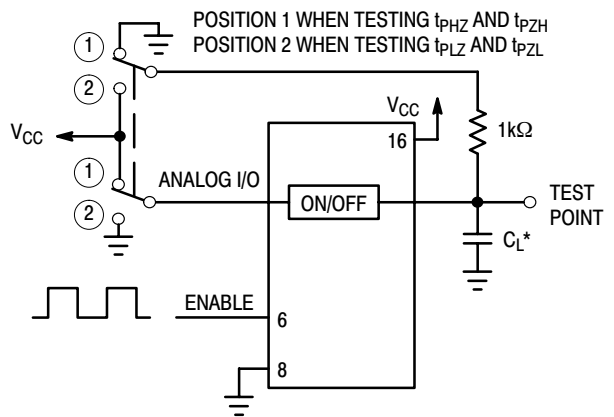 POSITION 1 WHEN TESTING tPHZ AND tPZH
POSITION 2 WHEN TESTING tPLZ AND tPZL
1
2
VCC
VCC
16
1kΩ
1
ANALOG I/O
ON/OFF
TEST
POINT
2
CL*
ENABLE
6
8